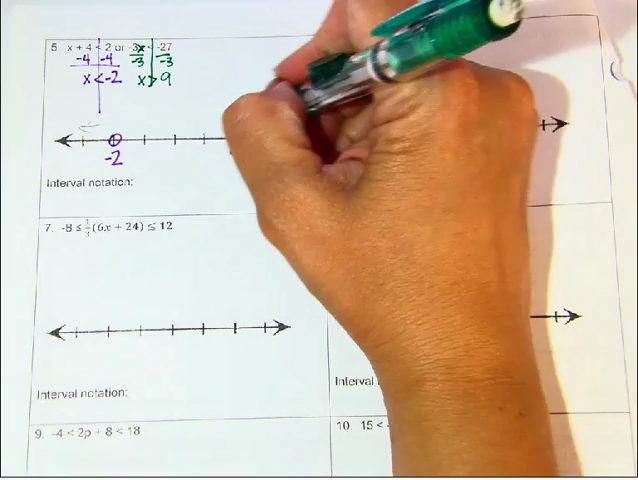 5. x + 4 < 2 or -3x < -27
-4 -4 -3 -3
x < -2 x > 9
-2
Interval notation:
7. -8 ≤ 1/3 (6x + 24) ≤ 12
Interval notation:
Interval
9. -4 < 2p + 8 < 18
10. 15 <